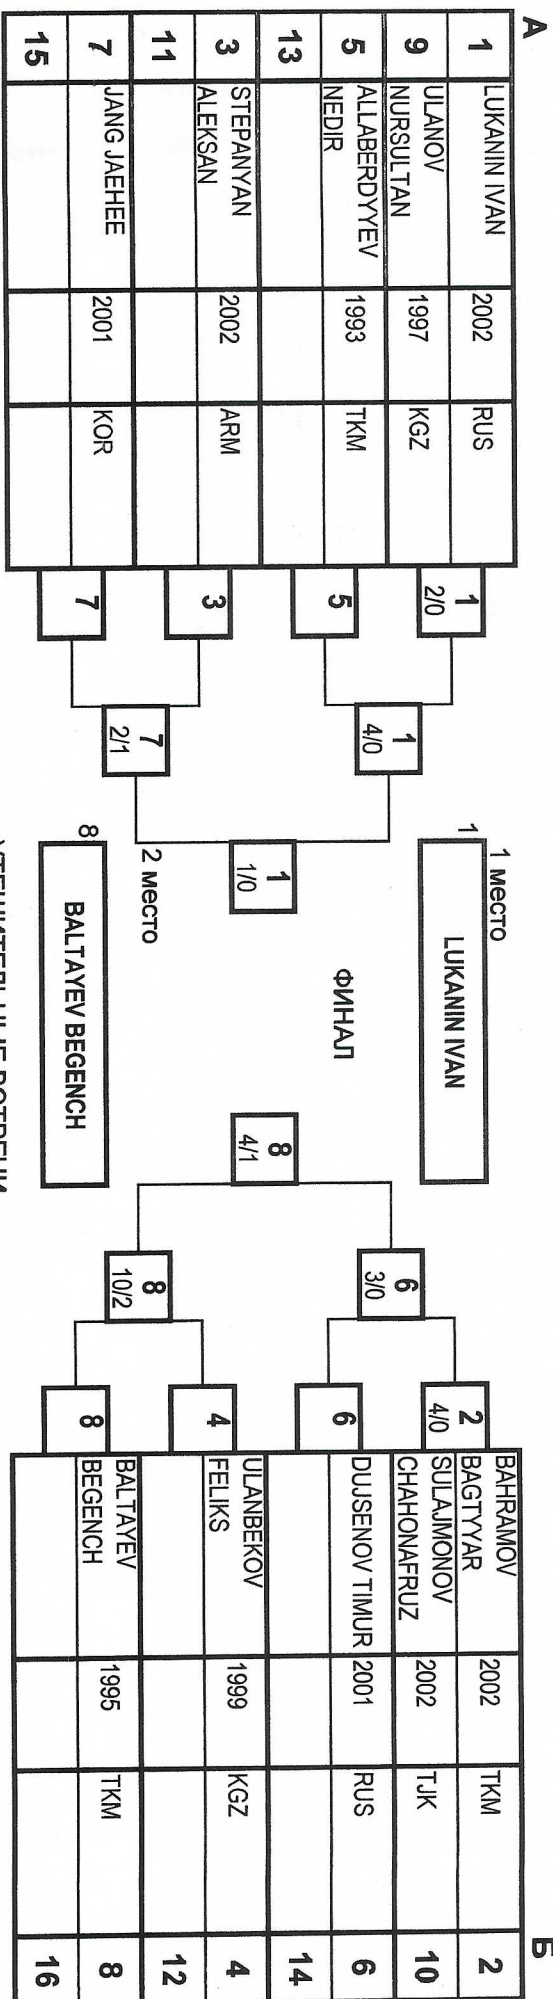 А
1 LUKANIN IVAN 2002 RUS
9 ULANOV NURSULTAN 1997 KGZ
5 ALLABERDYYEV NEDIR 1993 TKM
13
3 STEPANYAN ALEKSAN 2002 ARM
11
7 JANG JAEHEE 2001 KOR
15
1
2/0
5
3
7
1
4/0
7
2/1
1
1/0
1 место
1
LUKANIN IVAN
ФИНАЛ
2 место
8
BALTAYEV BEGENCH
УТЕШИТЕЛЬНЫЕ ВСТРЕЧИ
8
4/1
6
3/0
8
10/2
2
4/0
6
4
8
Б
BAHRAMOV BAGTYYAR 2002 TKM 2
SULAJMONOV CHAHONAFRUZ 2002 TJK 10
DUJSENOV TIMUR 2001 RUS 6
14
ULANBEKOV FELIKS 1999 KGZ 4
12
BALTAYEV BEGENCH 1995 TKM 8
16